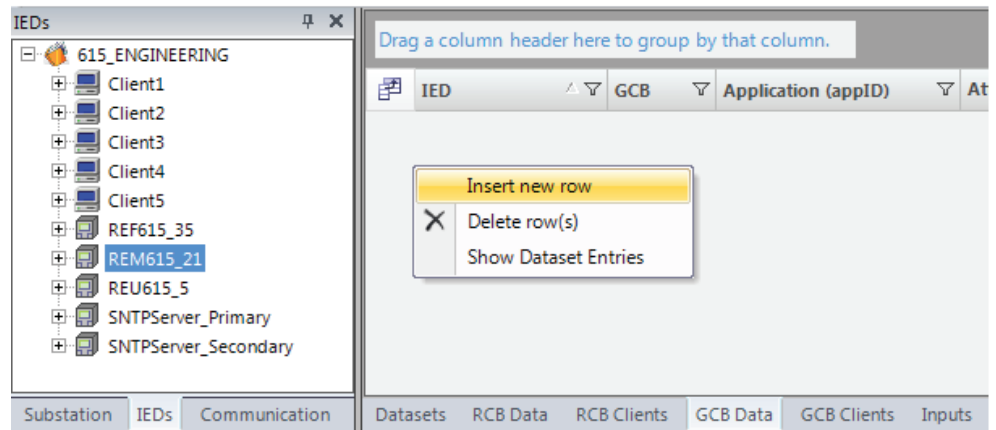 IEDs
615_ENGINEERING
Client1
Client2
Client3
Client4
Client5
REF615_35
REM615_21
REU615_5
SNTPServer_Primary
SNTPServer_Secondary
Substation IEDs Communication
Drag a column header here to group by that column.
IED GCB Application (appID) At
Insert new row
Delete row(s)
Show Dataset Entries
Datasets RCB Data RCB Clients GCB Data GCB Clients Inputs